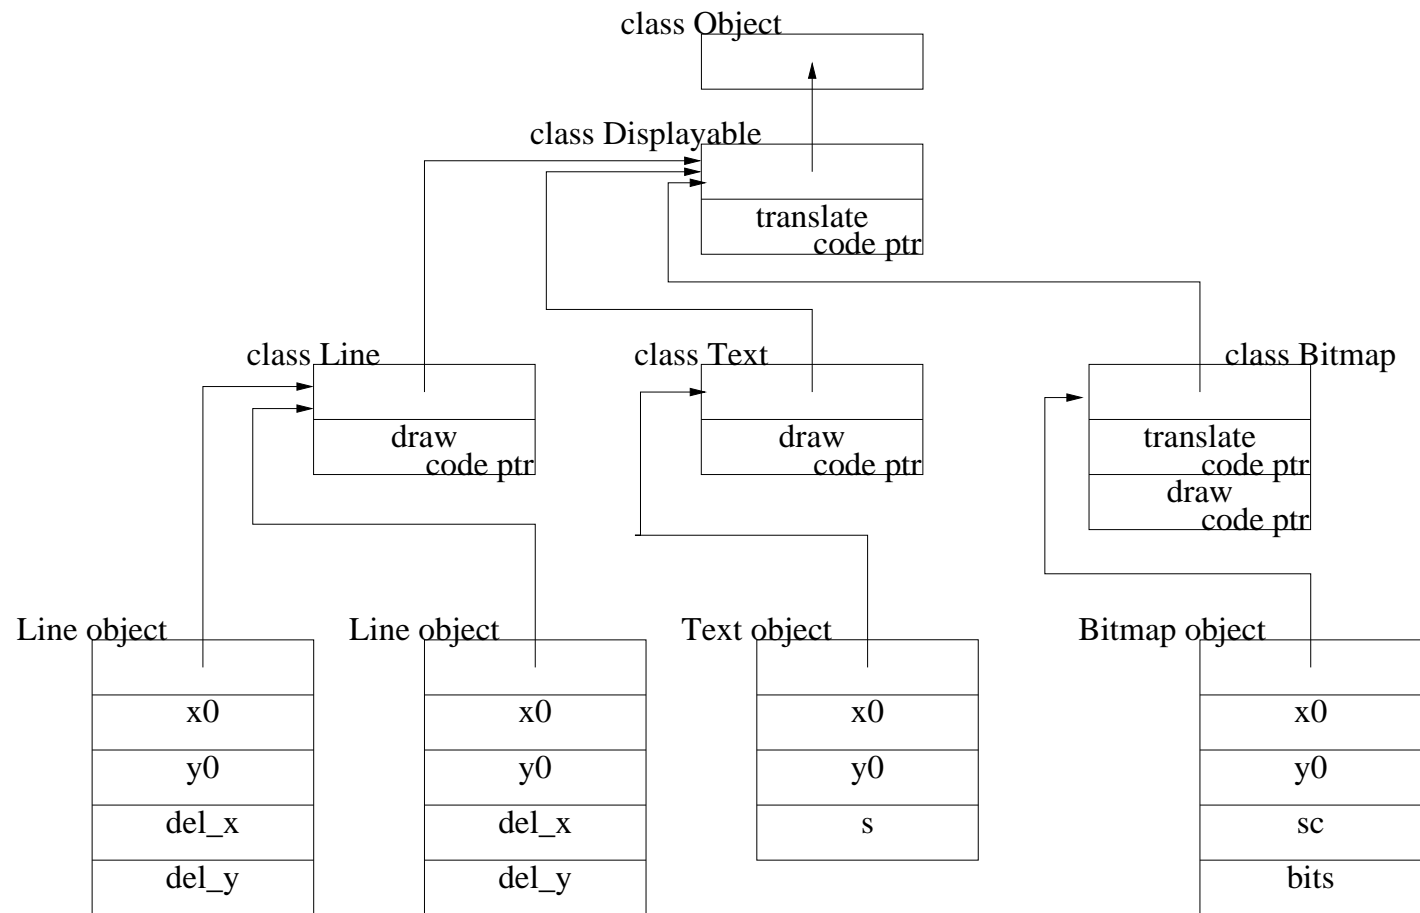 class Object
class Displayable
translate
code ptr
class Line
class Text
class Bitmap
draw
code ptr
draw
code ptr
translate
code ptr
draw
code ptr
Line object
Line object
Text object
Bitmap object
x0
x0
x0
x0
y0
y0
y0
y0
del_x
del_x
s
sc
del_y
del_y
bits